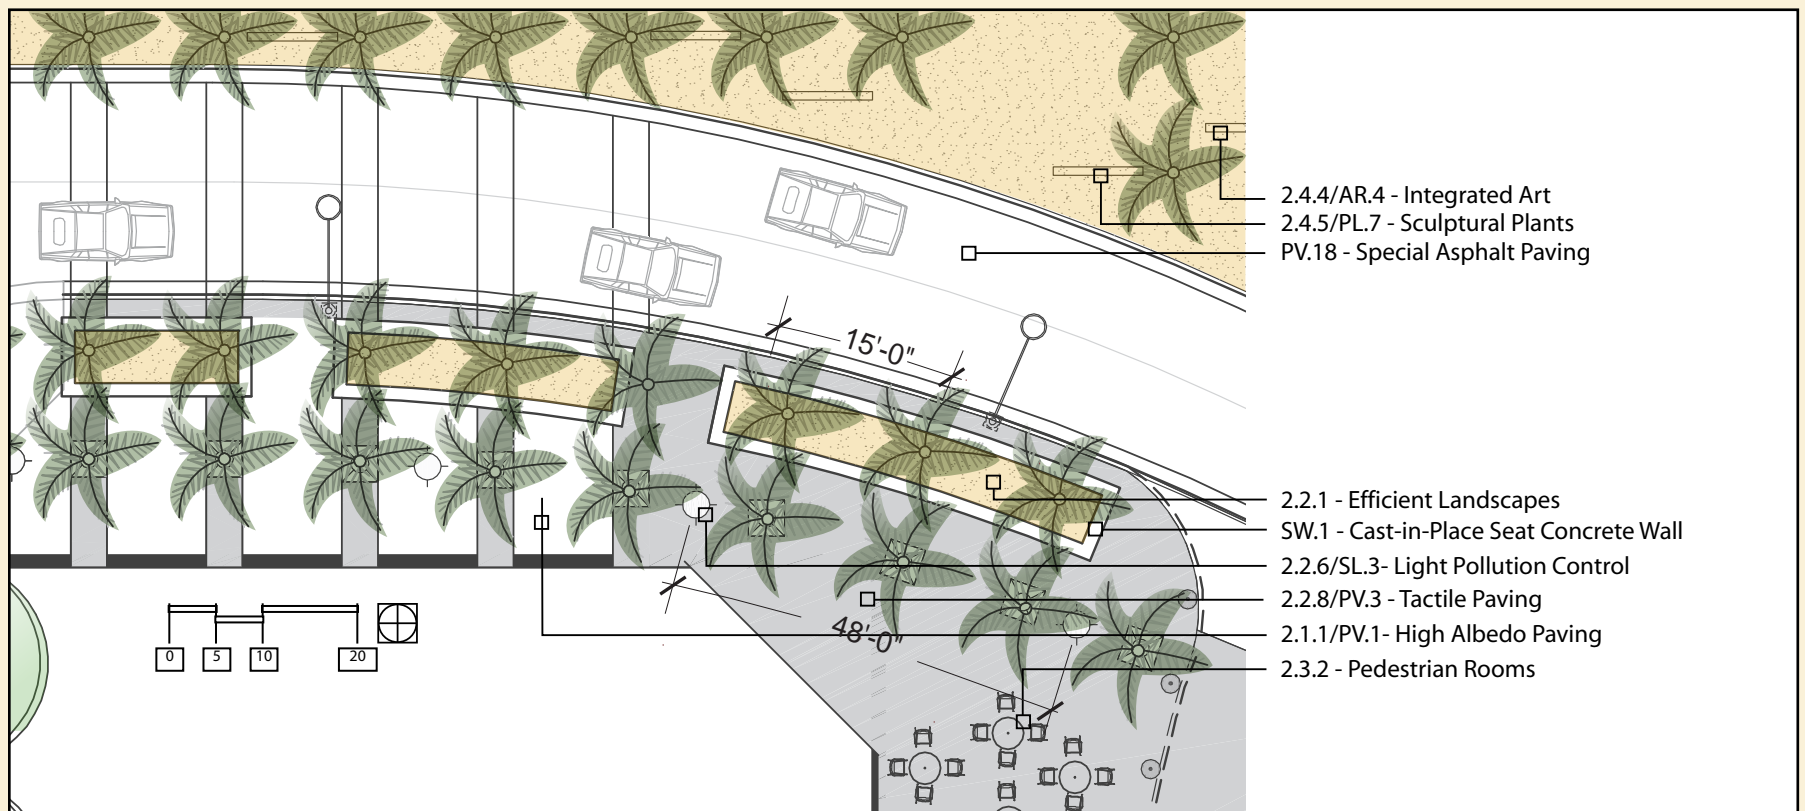 2.4.4/AR.4 - Integrated Art
2.4.5/PL.7 - Sculptural Plants
PV.18 - Special Asphalt Paving
15'-0"
2.2.1 - Efficient Landscapes
SW.1 - Cast-in-Place Seat Concrete Wall
2.2.6/SL.3- Light Pollution Control
2.2.8/PV.3 - Tactile Paving
2.1.1/PV.1- High Albedo Paving
2.3.2 - Pedestrian Rooms
48'-0"
0 5 10 20